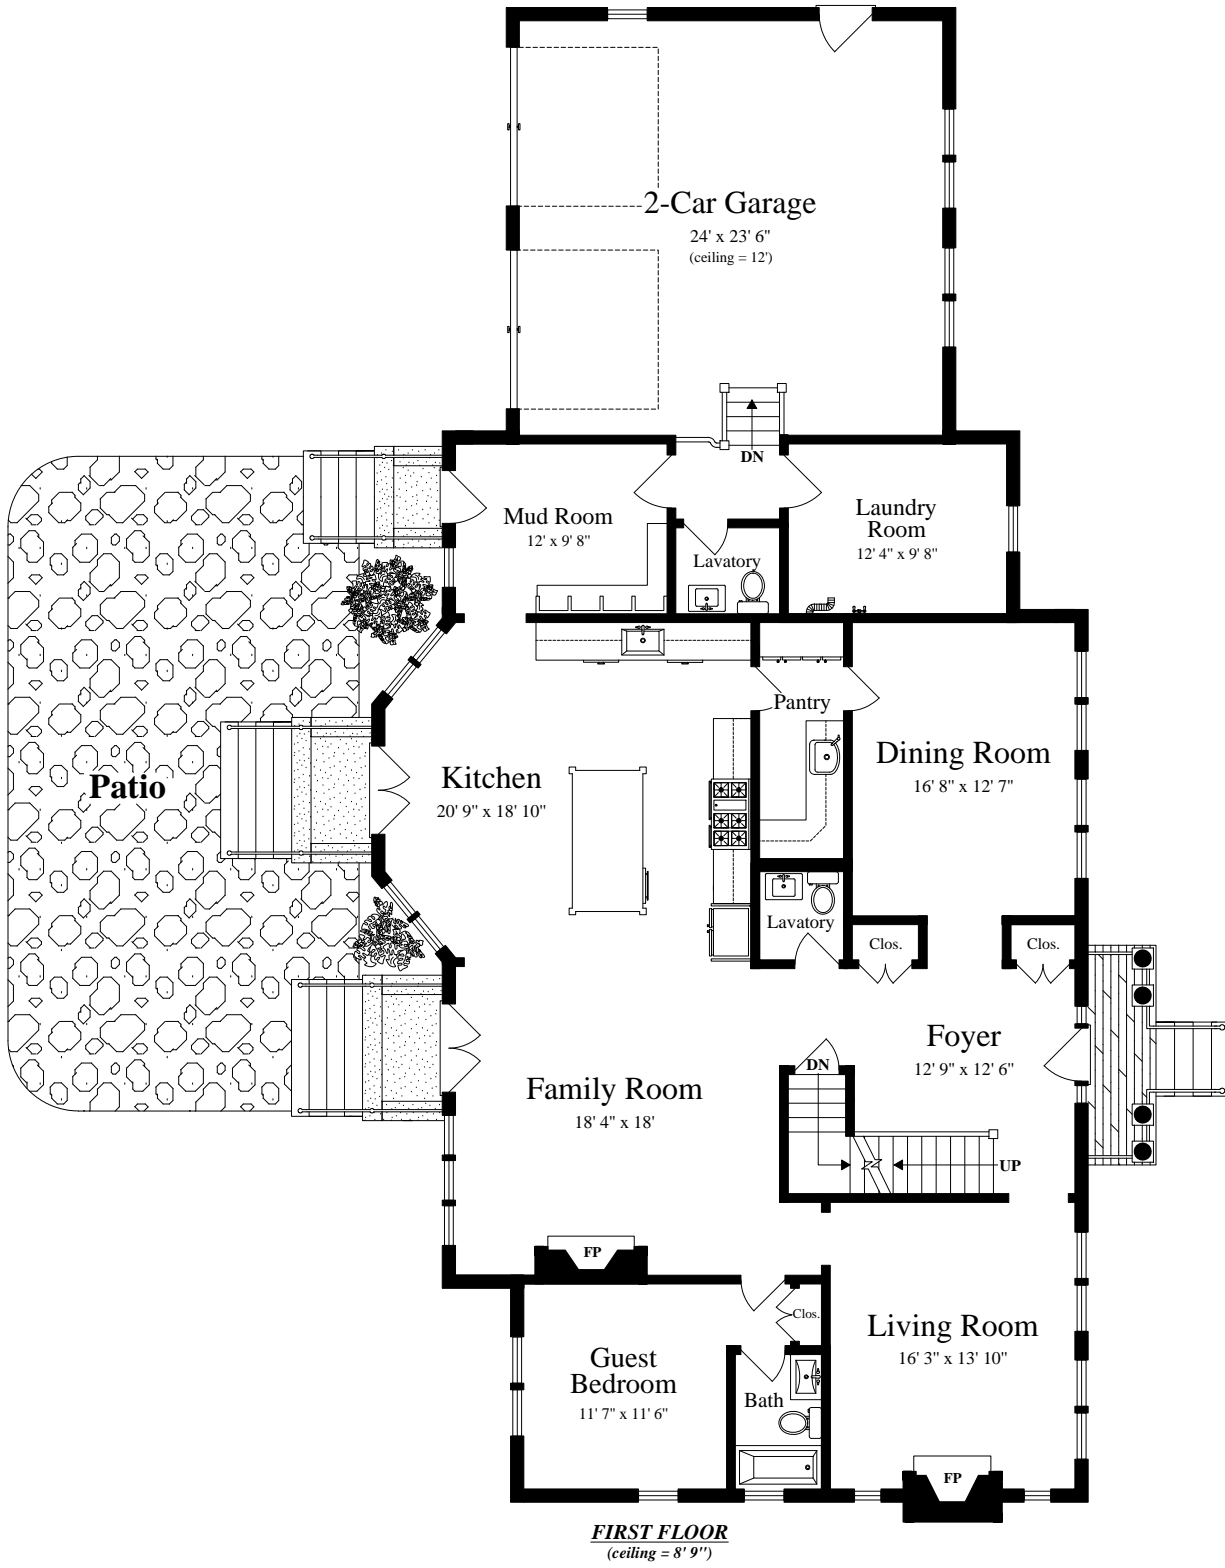 2-Car Garage
24' x 23' 6"
(ceiling = 12')
DN
Mud Room
12' x 9' 8"
Laundry
Room
12' 4" x 9' 8"
Lavatory
Pantry
Dining Room
16' 8" x 12' 7"
Patio
Kitchen
20' 9" x 18' 10"
Lavatory
Clos.
Clos.
Foyer
12' 9" x 12' 6"
DN
Family Room
18' 4" x 18'
UP
FP
Clos.
Living Room
16' 3" x 13' 10"
Guest
Bedroom
11' 7" x 11' 6"
Bath
FP
FIRST FLOOR
(ceiling = 8' 9")